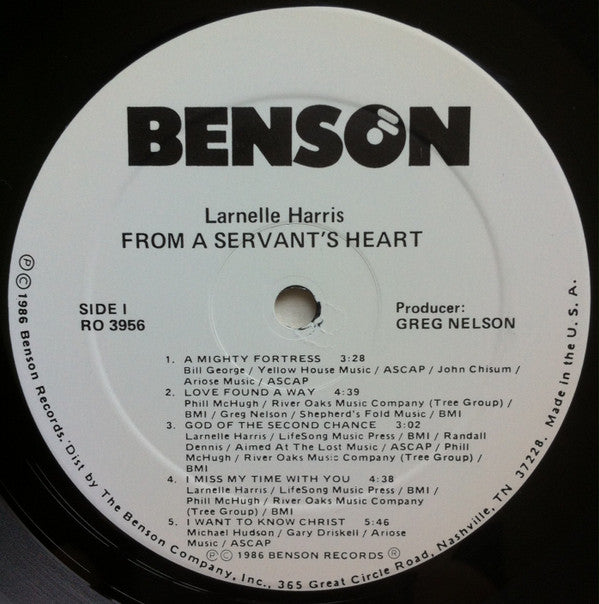 BENSON
Larnelle Harris
FROM A SERVANT'S HEART
SIDE I
RO 3956
Producer:
GREG NELSON
1. A MIGHTY FORTRESS 3:28
Bill George / Yellow House Music / ASCAP / John Chisum /
Ariose Music / ASCAP
2. LOVE FOUND A WAY 4:39
Phill McHugh / River Oaks Music Company (Tree Group) /
BMI / Greg Nelson / Shepherd's Fold Music / BMI
3. GOD OF THE SECOND CHANCE 3:02
Larnelle Harris / LifeSong Music Press / BMI / Randall
Dennis / Aimed At The Lost Music / ASCAP / Phill
McHugh / River Oaks Music Company (Tree Group) /
BMI
4. I MISS MY TIME WITH YOU 4:38
Larnelle Harris / LifeSong Music Press / BMI /
Phill McHugh / River Oaks Music Company
(Tree Group) / BMI
5. I WANT TO KNOW CHRIST 5:46
Michael Hudson / Gary Driskell / Ariose
Music / ASCAP
℗ © 1986 BENSON RECORDS ®
℗ © 1986 Benson Records. Dist by The Benson Company, Inc., 365 Great Circle Road, Nashville, TN 37228. Made in the U.S.A.